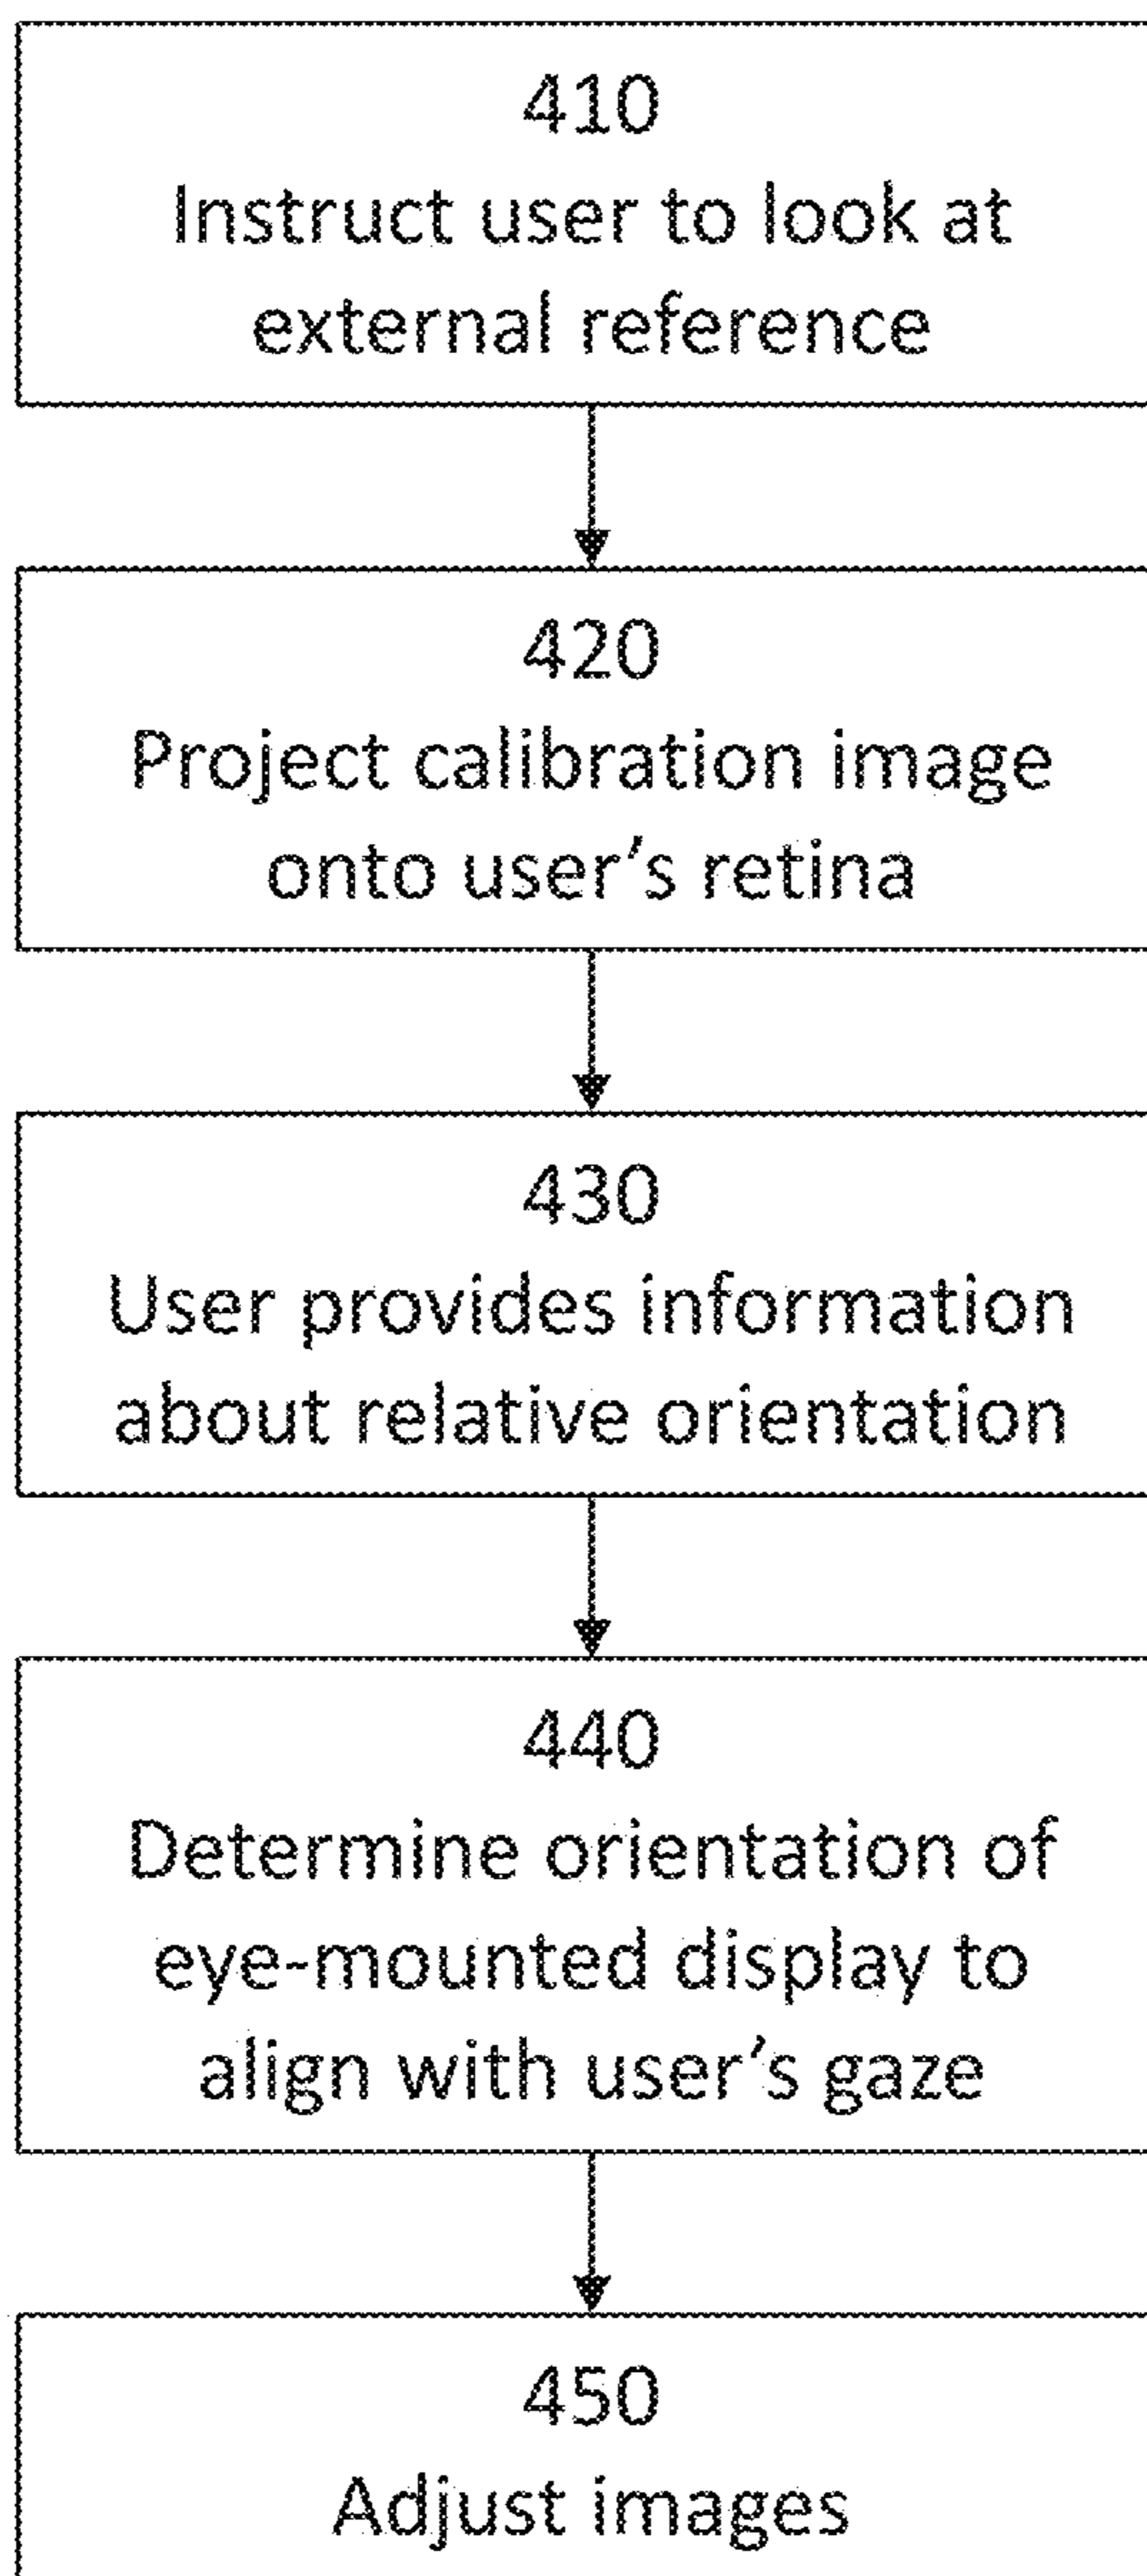 410
Instruct user to look at
external reference
420
Project calibration image
onto user's retina
430
User provides information
about relative orientation
440
Determine orientation of
eye-mounted display to
align with user's gaze
450
Adjust images